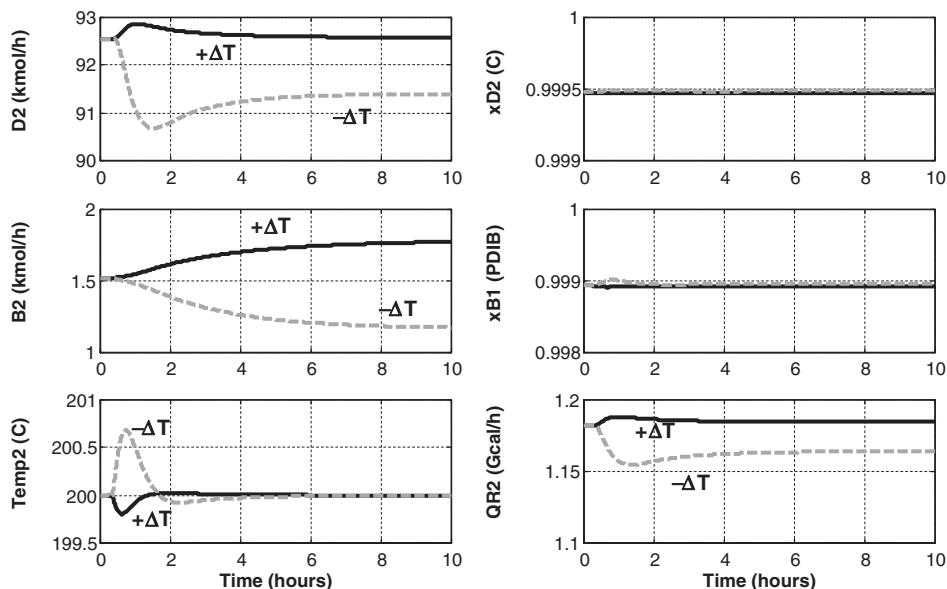 93
92
91
90
D2 (kmol/h)
+ΔT
−ΔT
0 2 4 6 8 10
1
0.9995
0.999
xD2 (C)
0 2 4 6 8 10
2
1.5
1
B2 (kmol/h)
+ΔT
−ΔT
0 2 4 6 8 10
1
0.999
0.998
xB1 (PDIB)
0 2 4 6 8 10
201
200.5
200
199.5
Temp2 (C)
−ΔT
+ΔT
0 2 4 6 8 10
Time (hours)
1.2
1.15
1.1
QR2 (Gcal/h)
+ΔT
−ΔT
0 2 4 6 8 10
Time (hours)